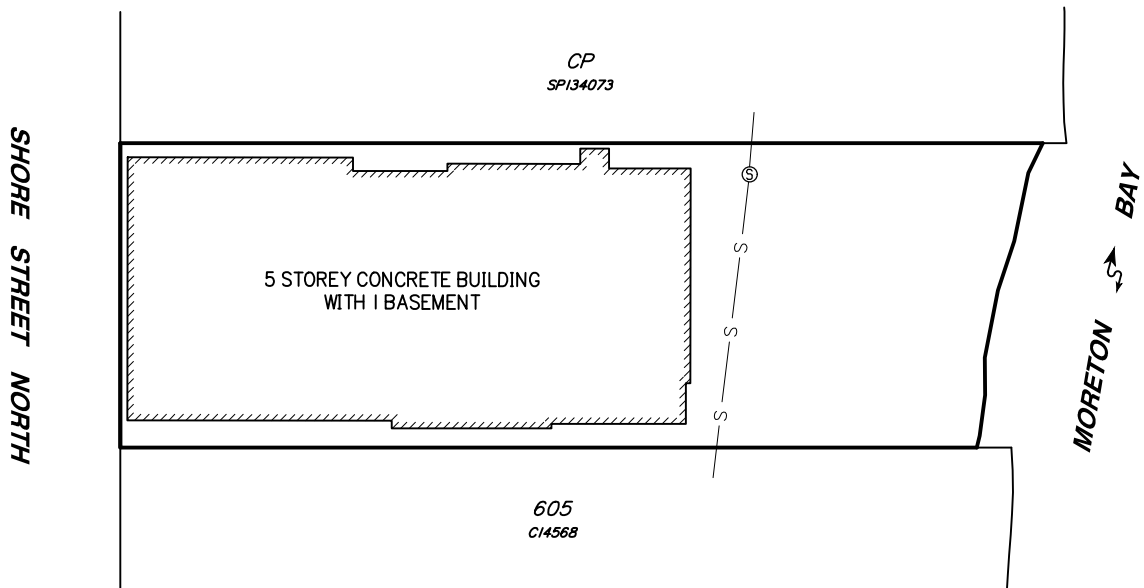 CP
SP134073
SHORE STREET NORTH
S
S
5 STOREY CONCRETE BUILDING
WITH 1 BASEMENT
S
S
MORETON S BAY
605
C14568